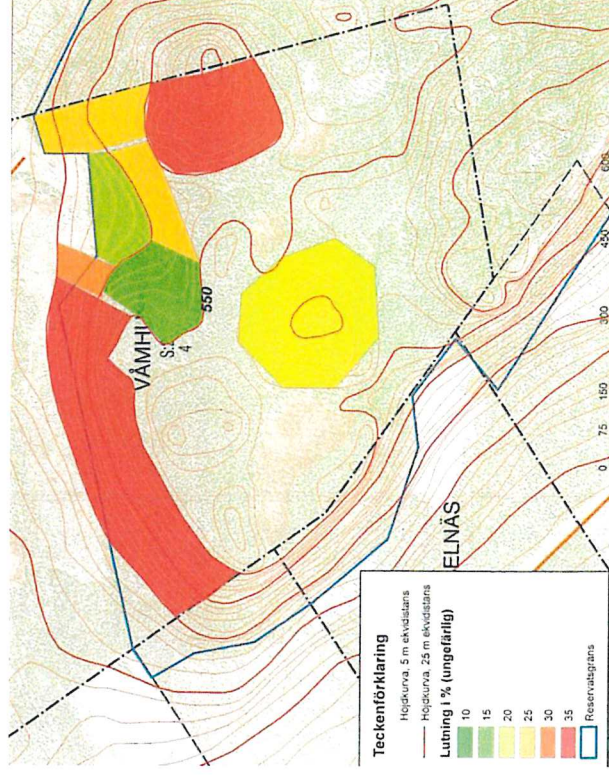 VÅMHU
S:
4
550
ELNÄS
0 75 150 300 450 600
Teckenförklaring
Höjdkurva, 5 m ekvidistans
Höjdkurva, 25 m ekvidistans
Lutning i % (ungefärlig)
10
15
20
25
30
35
Reservatsgräns